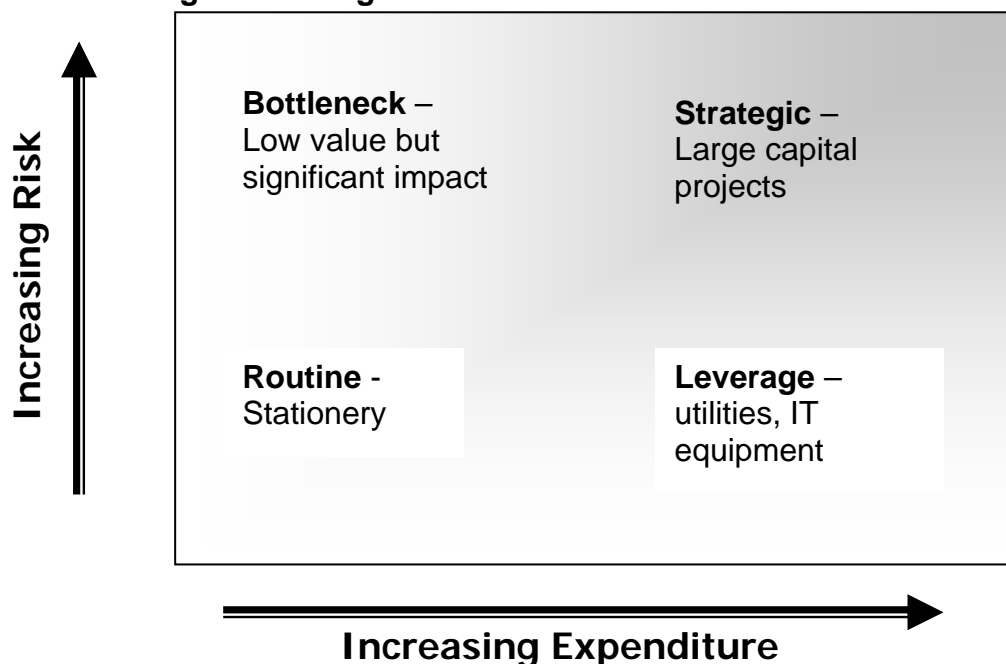 Increasing Risk
Bottleneck –
Low value but
significant impact
Strategic –
Large capital
projects
Routine -
Stationery
Leverage –
utilities, IT
equipment
Increasing Expenditure